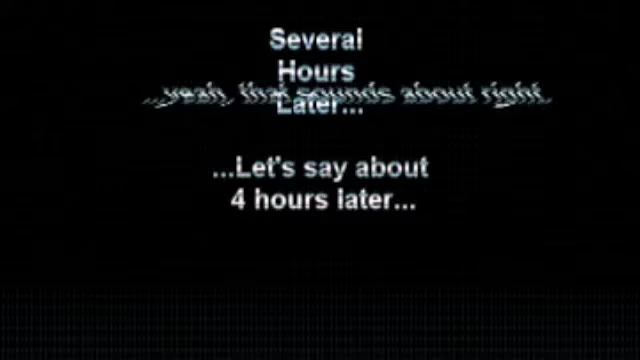 Several
Hours
...yeah, that sounds about right.
Later...
...Let's say about
4 hours later...